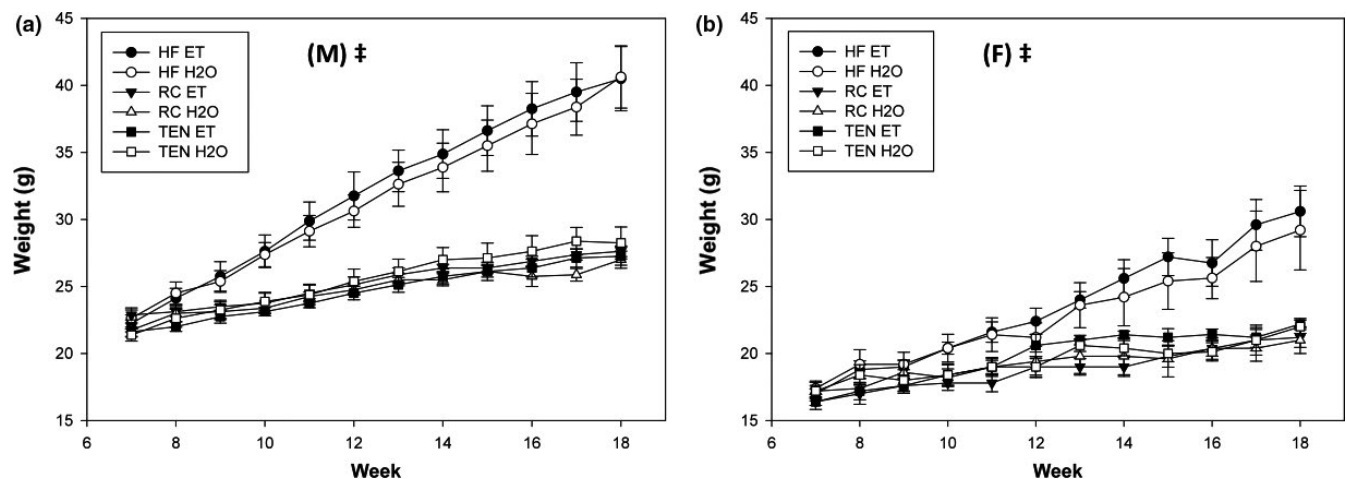 (a)
(M) ‡
HF ET
HF H2O
RC ET
RC H2O
TEN ET
TEN H2O
Weight (g)
45
40
35
30
25
20
15
6 8 10 12 14 16 18
Week
(b)
(F) ‡
HF ET
HF H2O
RC ET
RC H2O
TEN ET
TEN H2O
Weight (g)
45
40
35
30
25
20
15
6 8 10 12 14 16 18
Week